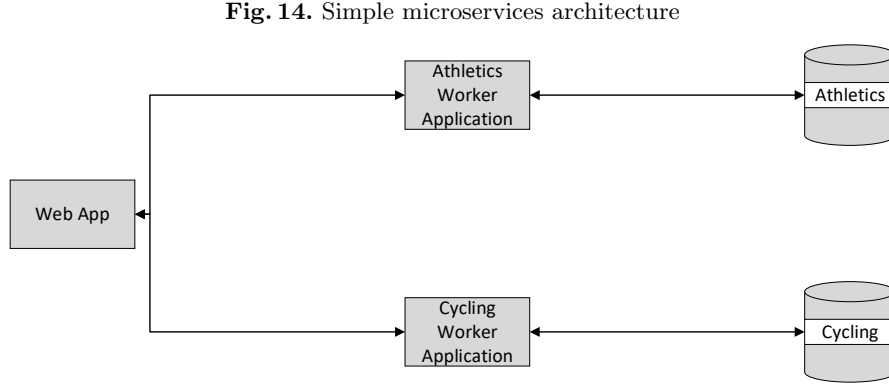 Fig. 14. Simple microservices architecture
Athletics
Worker
Application
Athletics
Web App
Cycling
Worker
Application
Cycling